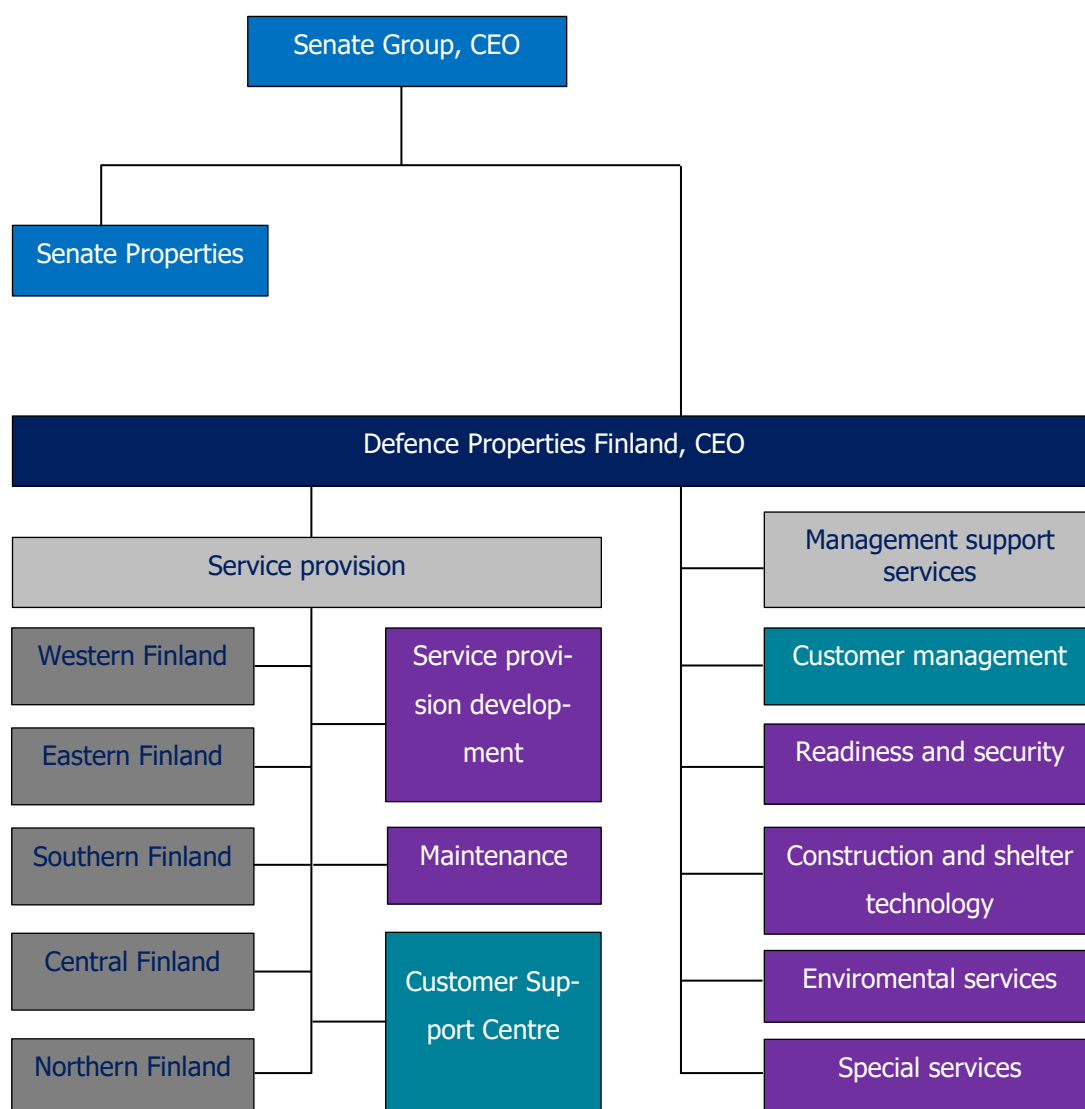 Senate Group, CEO
Senate Properties
Defence Properties Finland, CEO
Service provision
Western Finland
Eastern Finland
Southern Finland
Central Finland
Northern Finland
Service provi-
sion develop-
ment
Maintenance
Customer Sup-
port Centre
Management support
services
Customer management
Readiness and security
Construction and shelter
technology
Enviromental services
Special services